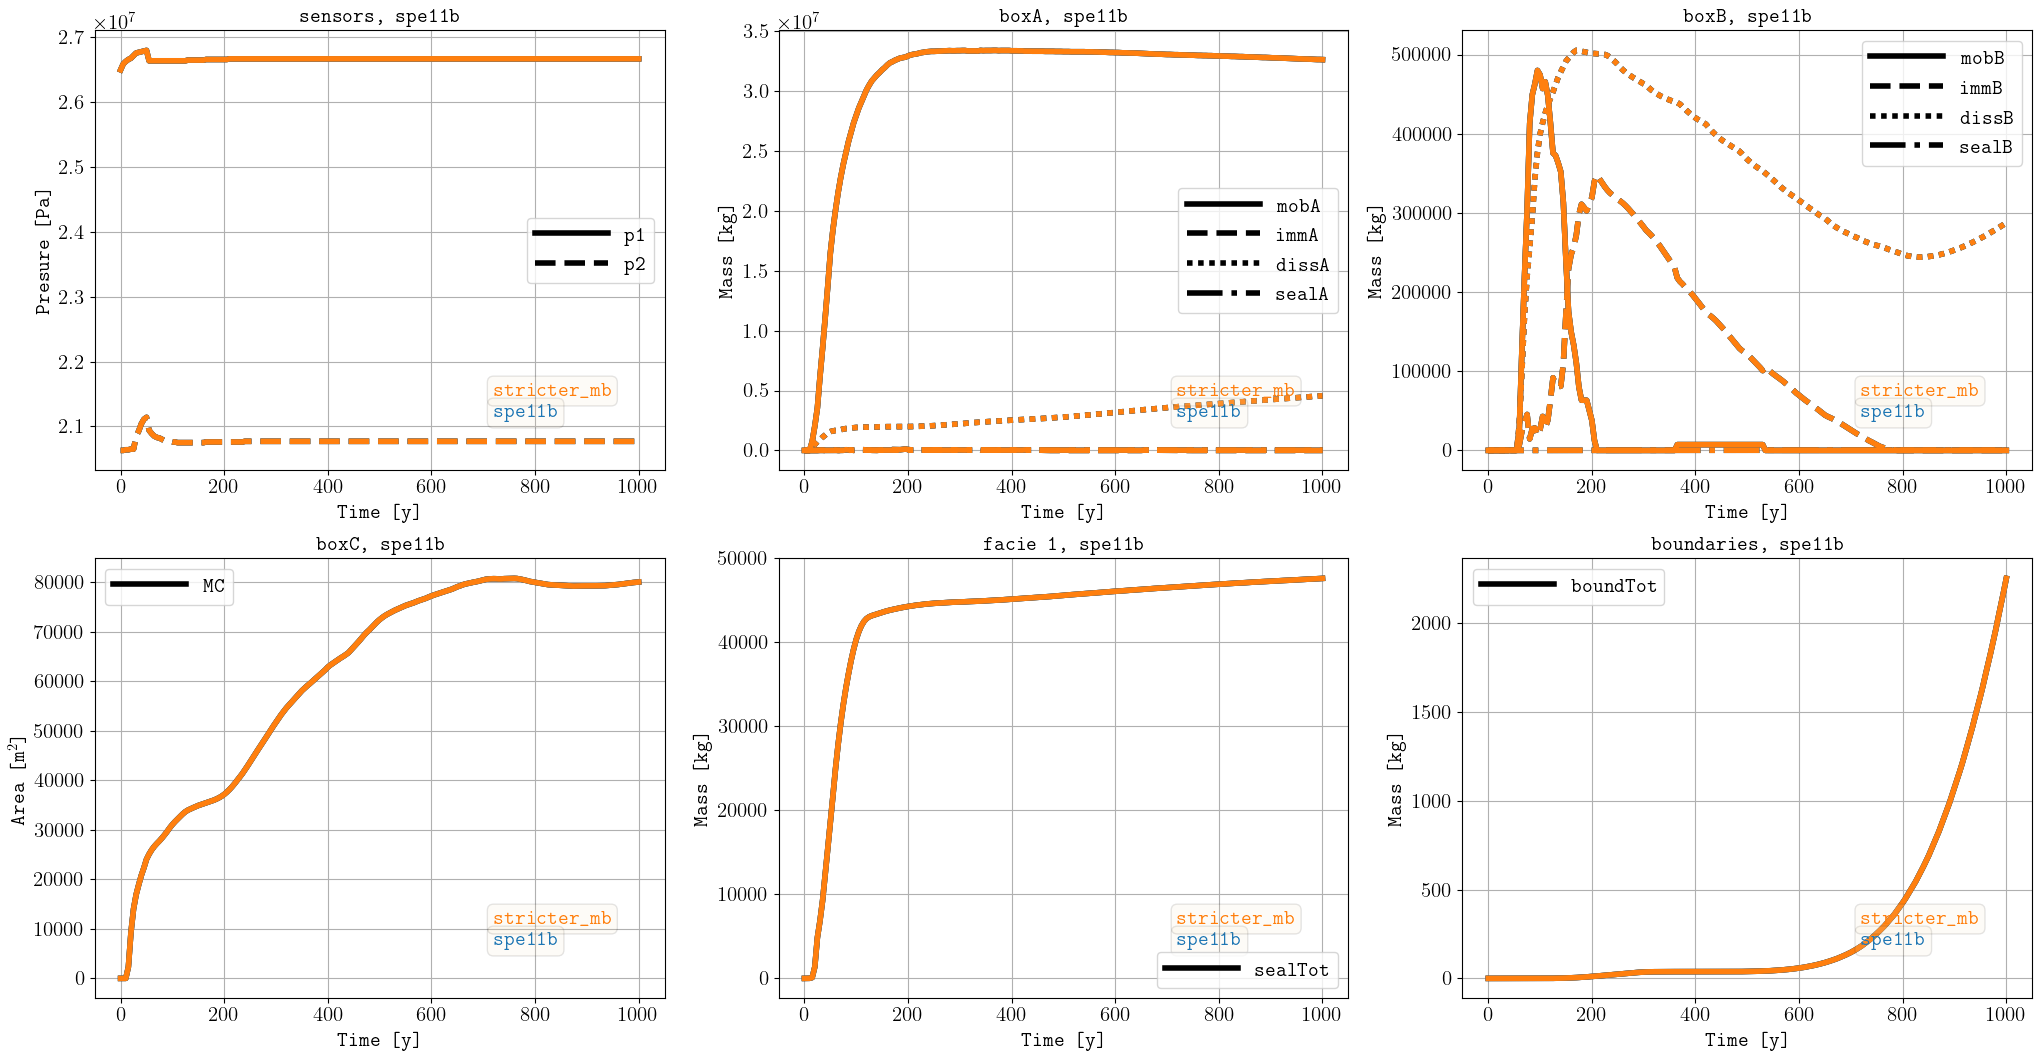 sensors, spe11b
×10⁷
2.7
2.6
2.5
2.4
2.3
2.2
2.1
Presure [Pa]
p1
p2
stricter_mb
spe11b
0 200 400 600 800 1000
Time [y]
boxA, spe11b
×10⁷
3.5
3.0
2.5
2.0
1.5
1.0
0.5
0.0
Mass [kg]
mobA
immA
dissA
sealA
stricter_mb
spe11b
0 200 400 600 800 1000
Time [y]
boxB, spe11b
500000
400000
300000
200000
100000
0
Mass [kg]
mobB
immB
dissB
sealB
stricter_mb
spe11b
0 200 400 600 800 1000
Time [y]
boxC, spe11b
80000
70000
60000
50000
40000
30000
20000
10000
0
Area [m²]
MC
stricter_mb
spe11b
0 200 400 600 800 1000
Time [y]
facie 1, spe11b
50000
40000
30000
20000
10000
0
Mass [kg]
stricter_mb
spe11b
sealTot
0 200 400 600 800 1000
Time [y]
boundaries, spe11b
2000
1500
1000
500
0
Mass [kg]
boundTot
stricter_mb
spe11b
0 200 400 600 800 1000
Time [y]